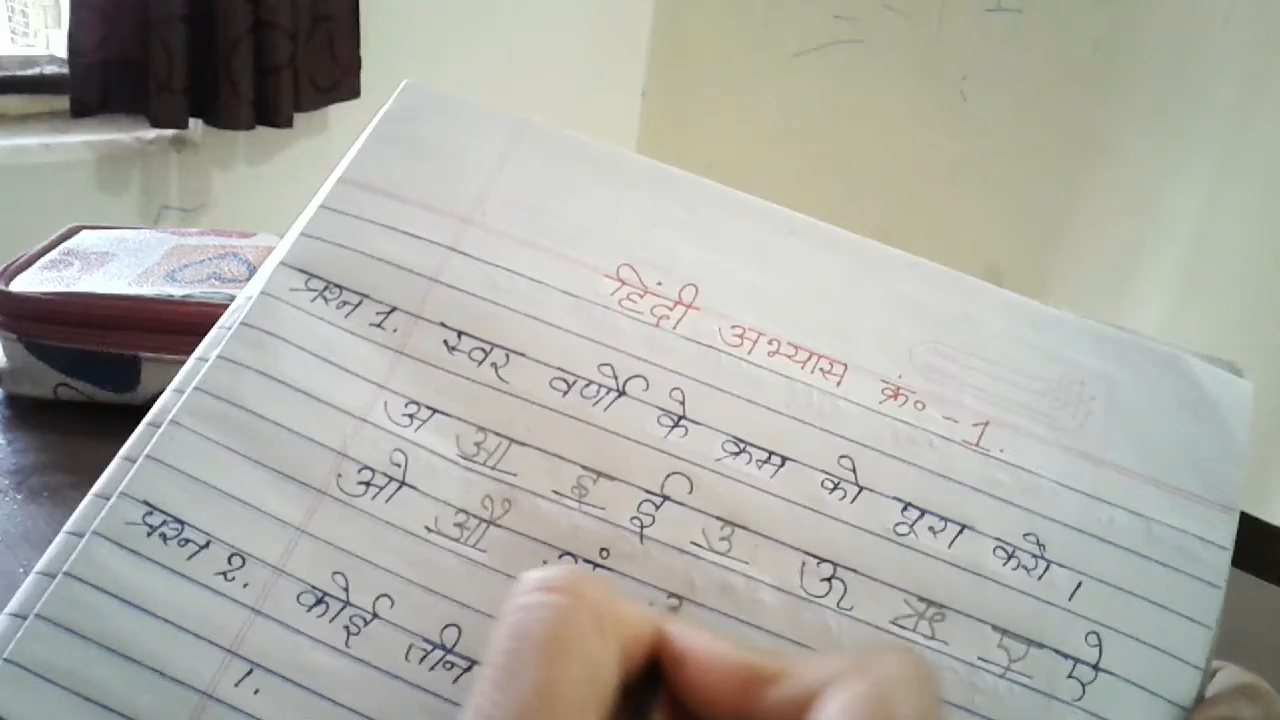 हिंदी अभ्यास क्रं० -1.
प्रश्न 1. स्वर वर्णो के क्रम को पूरा करो।
अ आ इ ई उ ऊ ऋ ए ऐ
ओ औ अं
प्रश्न 2. कोई तीन
1.